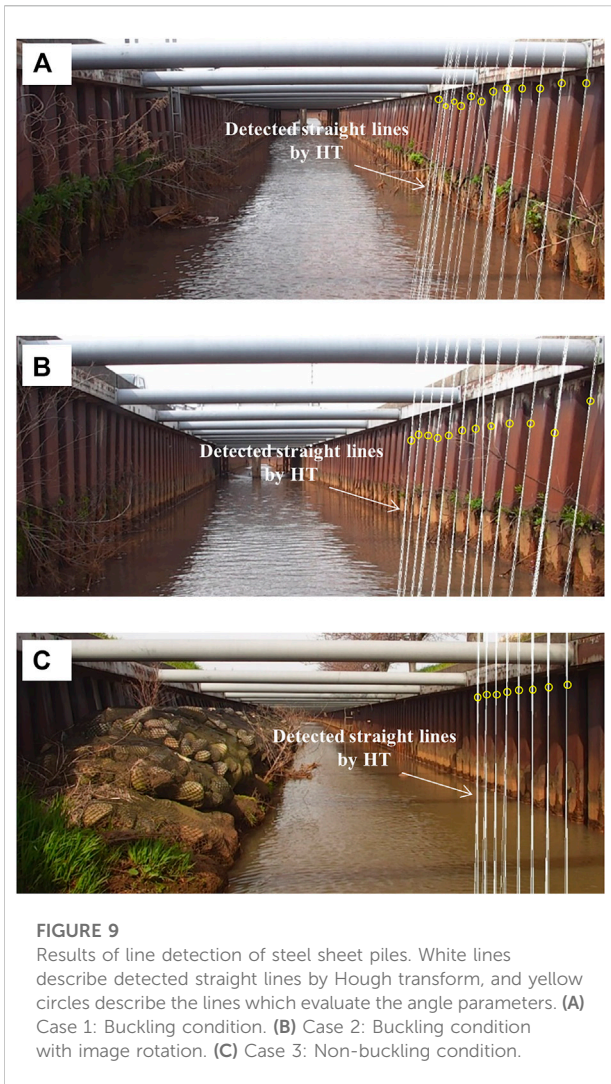 A
Detected straight lines
by HT
B
Detected straight lines
by HT
C
Detected straight lines
by HT
FIGURE 9
Results of line detection of steel sheet piles. White lines
describe detected straight lines by Hough transform, and yellow
circles describe the lines which evaluate the angle parameters. (A)
Case 1: Buckling condition. (B) Case 2: Buckling condition
with image rotation. (C) Case 3: Non-buckling condition.